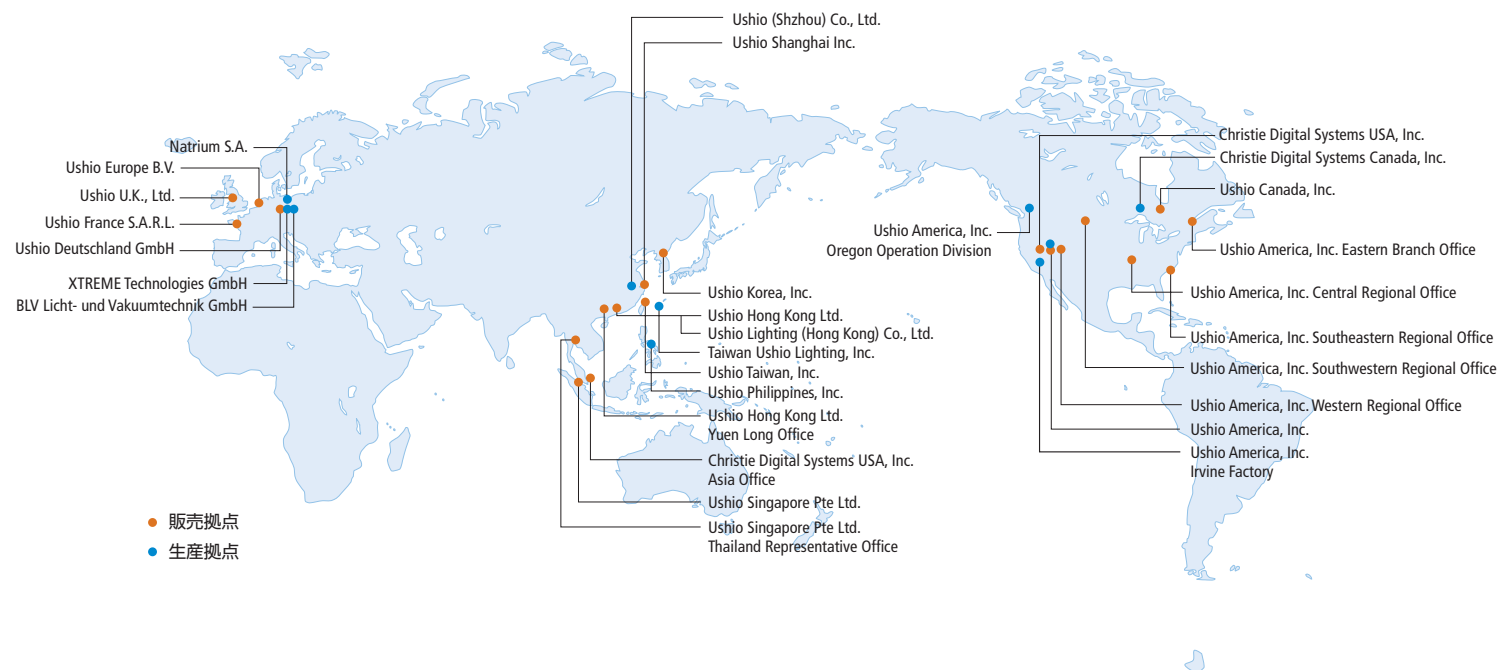 Ushio (Shzhou) Co., Ltd.
Ushio Shanghai Inc.
Natrium S.A.
Ushio Europe B.V.
Ushio U.K., Ltd.
Ushio France S.A.R.L.
Ushio Deutschland GmbH
XTREME Technologies GmbH
BLV Licht- und Vakuumtechnik GmbH
Ushio Korea, Inc.
Ushio Hong Kong Ltd.
Ushio Lighting (Hong Kong) Co., Ltd.
Taiwan Ushio Lighting, Inc.
Ushio Taiwan, Inc.
Ushio Philippines, Inc.
Ushio Hong Kong Ltd.
Yuen Long Office
Christie Digital Systems USA, Inc.
Asia Office
Ushio Singapore Pte Ltd.
Ushio Singapore Pte Ltd.
Thailand Representative Office
Ushio America, Inc.
Oregon Operation Division
Christie Digital Systems USA, Inc.
Christie Digital Systems Canada, Inc.
Ushio Canada, Inc.
Ushio America, Inc. Eastern Branch Office
Ushio America, Inc. Central Regional Office
Ushio America, Inc. Southeastern Regional Office
Ushio America, Inc. Southwestern Regional Office
Ushio America, Inc. Western Regional Office
Ushio America, Inc.
Ushio America, Inc.
Irvine Factory
販売拠点
生産拠点